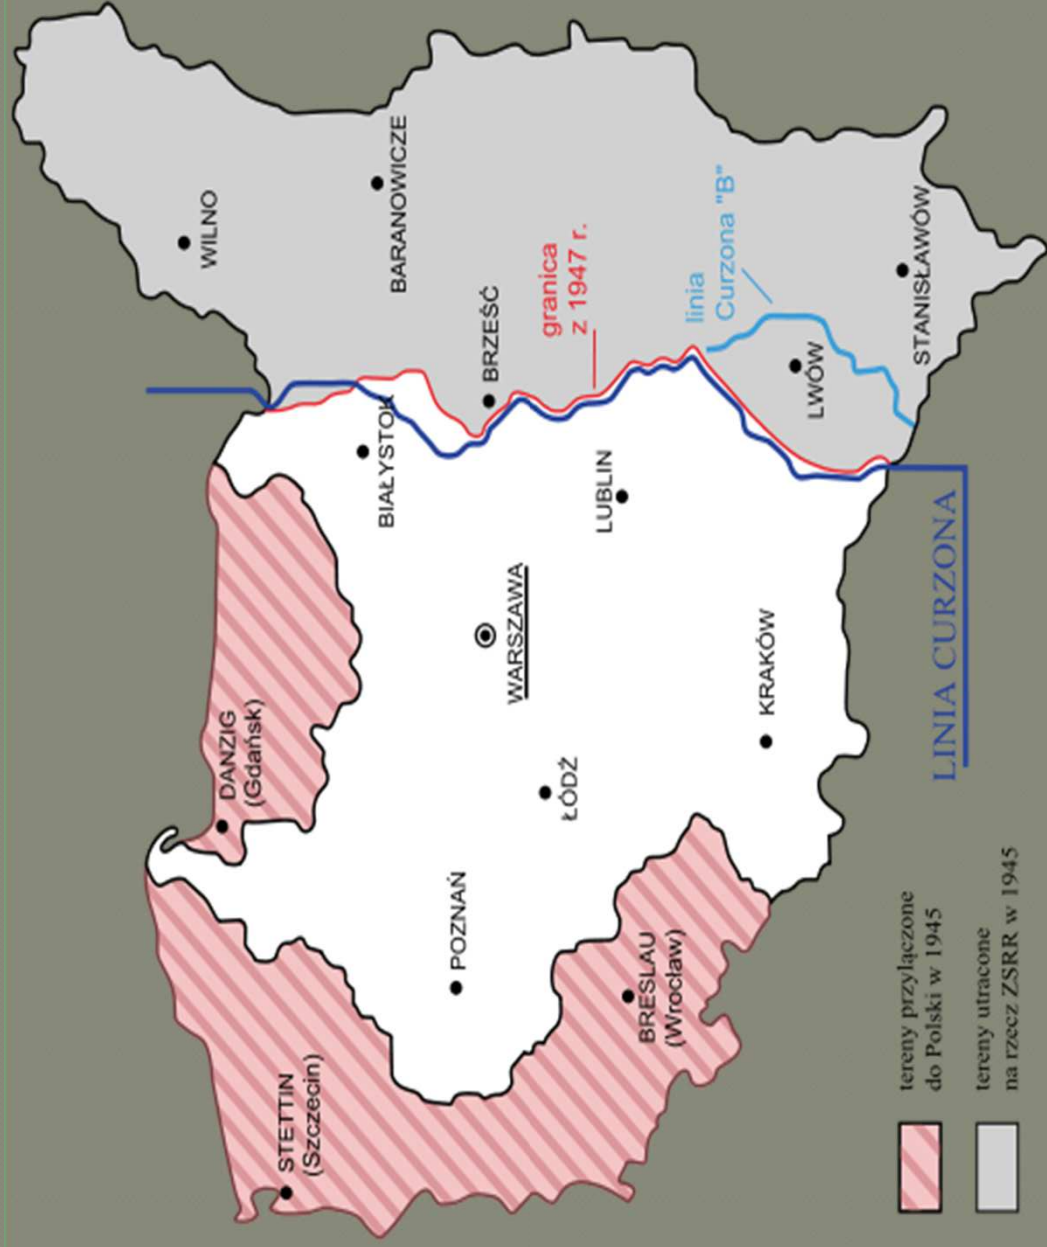 WILNO
BARANOWICZE
BRZEŚĆ
granica
z 1947 r.
linia
Curzona "B"
STANISŁAWÓW
LWÓW
BIAŁYSTOK
LUBLIN
WARSZAWA
KRAKÓW
ŁÓDŹ
POZNAŃ
DANZIG
(Gdańsk)
STETTIN
(Szczecin)
BRESLAU
(Wrocław)
LINIA CURZONA
tereny przyłączone
do Polski w 1945
tereny utracone
na rzecz ZSRR w 1945